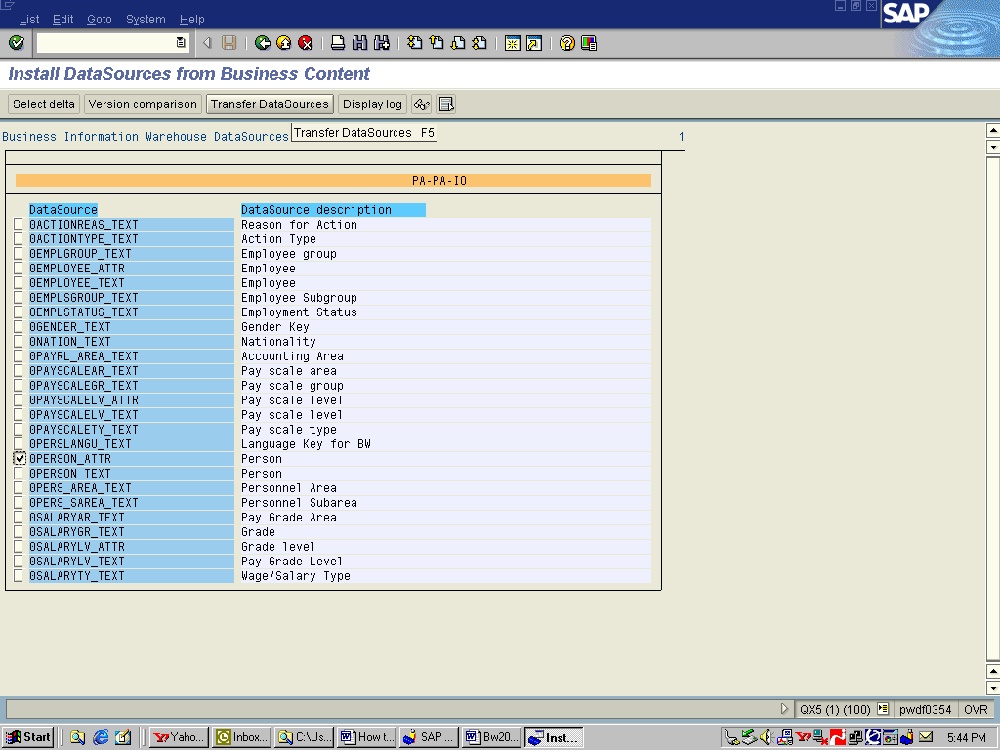 List Edit Goto System Help
SAP
Install DataSources from Business Content
Select delta Version comparison Transfer DataSources Display log
Business Information Warehouse DataSources 1
Transfer DataSources F5
PA-PA-IO
DataSource DataSource description
0ACTIONREAS_TEXT Reason for Action
0ACTIONTYPE_TEXT Action Type
0EMPLGROUP_TEXT Employee group
0EMPLOYEE_ATTR Employee
0EMPLOYEE_TEXT Employee
0EMPLSGROUP_TEXT Employee Subgroup
0EMPLSTATUS_TEXT Employment Status
0GENDER_TEXT Gender Key
0NATION_TEXT Nationality
0PAYRL_AREA_TEXT Accounting Area
0PAYSCALEAR_TEXT Pay scale area
0PAYSCALEGR_TEXT Pay scale group
0PAYSCALELV_ATTR Pay scale level
0PAYSCALELV_TEXT Pay scale level
0PAYSCALETY_TEXT Pay scale type
0PERSLANGU_TEXT Language Key for BW
0PERSON_ATTR Person
0PERSON_TEXT Person
0PERS_AREA_TEXT Personnel Area
0PERS_SAREA_TEXT Personnel Subarea
0SALARYAR_TEXT Pay Grade Area
0SALARYGR_TEXT Grade
0SALARYLV_ATTR Grade level
0SALARYLV_TEXT Pay Grade Level
0SALARYTY_TEXT Wage/Salary Type
QX5 (1) (100) pwdf0354 OVR
Start Yaho... Inbox... C:\Us... How t... SAP ... Bw20... Inst... 5:44 PM